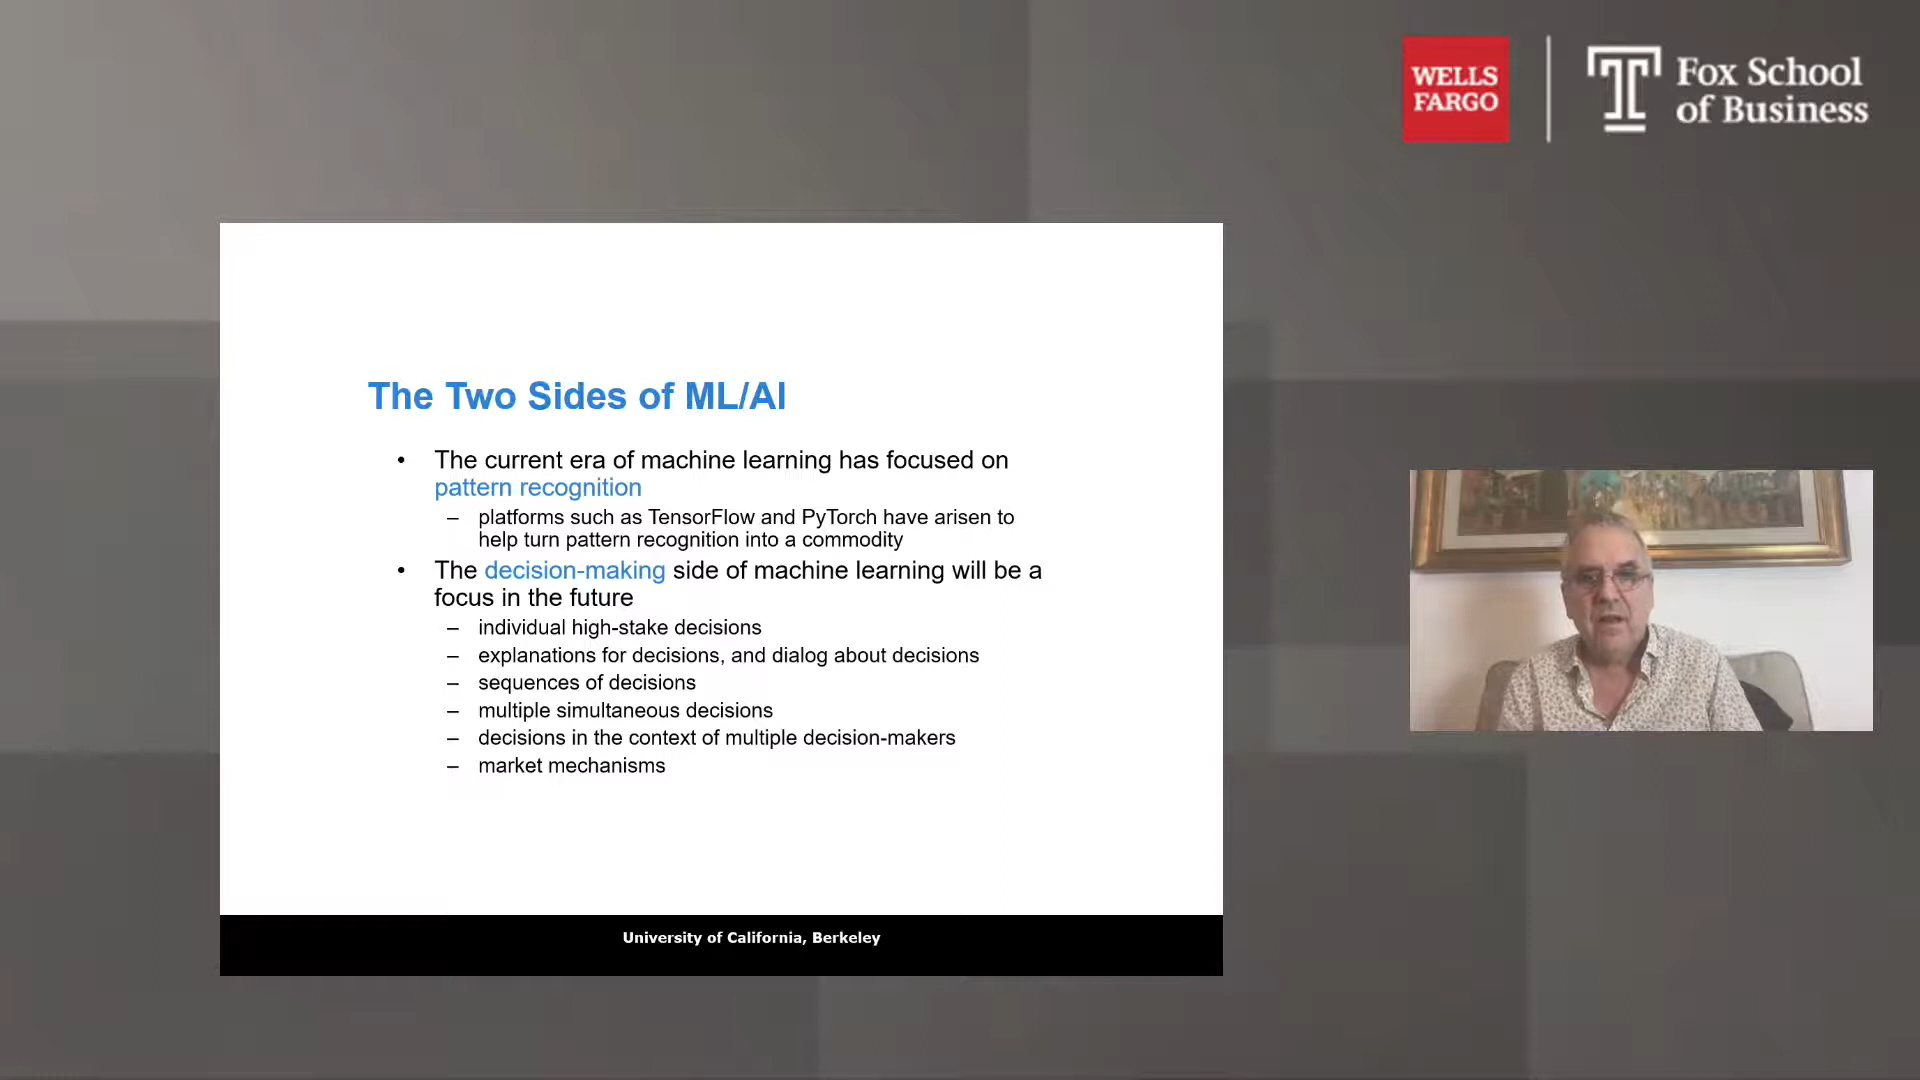 WELLS
FARGO
Fox School
of Business
The Two Sides of ML/AI
• The current era of machine learning has focused on
pattern recognition
– platforms such as TensorFlow and PyTorch have arisen to
help turn pattern recognition into a commodity
• The decision-making side of machine learning will be a
focus in the future
– individual high-stake decisions
– explanations for decisions, and dialog about decisions
– sequences of decisions
– multiple simultaneous decisions
– decisions in the context of multiple decision-makers
– market mechanisms
University of California, Berkeley